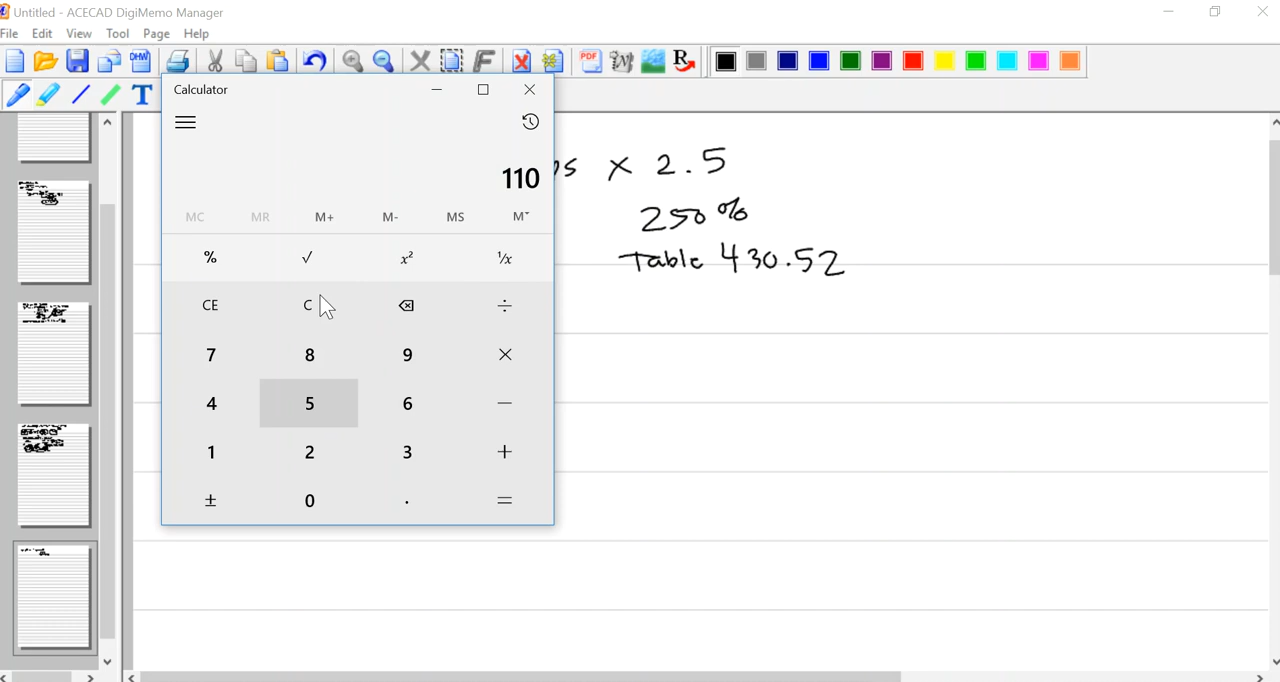 Untitled - ACECAD DigiMemo Manager
File Edit View Tool Page Help
Calculator
110
MC MR M+ M- MS M˅
% √ x² ¹/x
CE C ÷
7 8 9 ×
4 5 6 −
1 2 3 +
± 0 . =
x 2.5
250%
Table 430.52